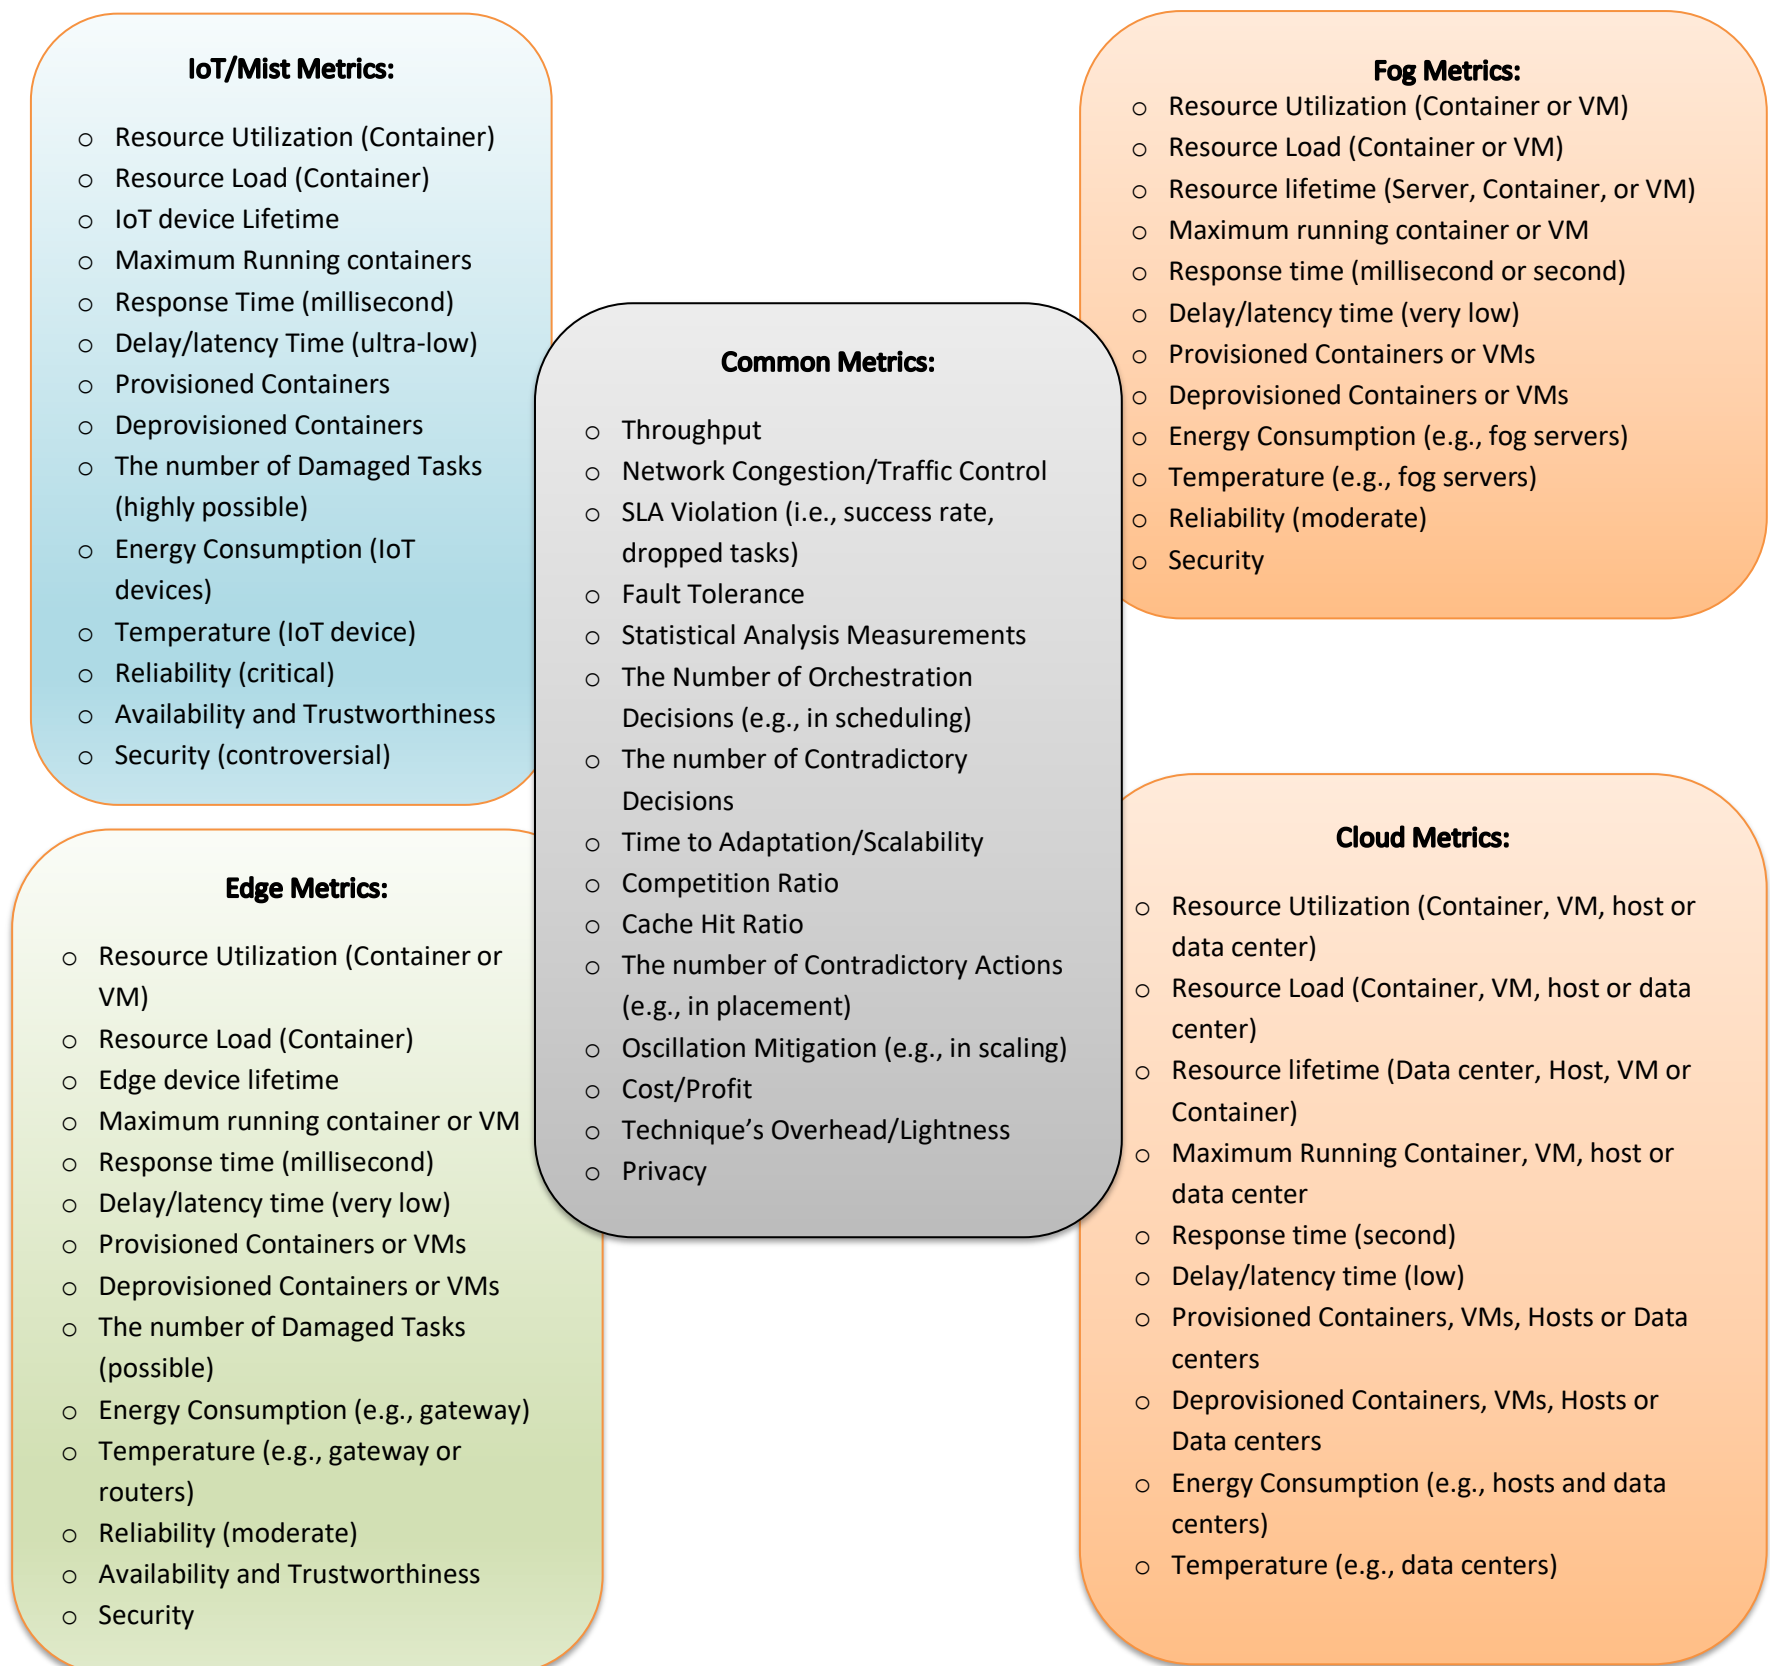 IoT/Mist Metrics:
o Resource Utilization (Container)
o Resource Load (Container)
o IoT device Lifetime
o Maximum Running containers
o Response Time (millisecond)
o Delay/latency Time (ultra-low)
o Provisioned Containers
o Deprovisioned Containers
o The number of Damaged Tasks
(highly possible)
o Energy Consumption (IoT
devices)
o Temperature (IoT device)
o Reliability (critical)
o Availability and Trustworthiness
o Security (controversial)
Fog Metrics:
o Resource Utilization (Container or VM)
o Resource Load (Container or VM)
o Resource lifetime (Server, Container, or VM)
o Maximum running container or VM
o Response time (millisecond or second)
o Delay/latency time (very low)
o Provisioned Containers or VMs
o Deprovisioned Containers or VMs
o Energy Consumption (e.g., fog servers)
o Temperature (e.g., fog servers)
o Reliability (moderate)
o Security
Common Metrics:
o Throughput
o Network Congestion/Traffic Control
o SLA Violation (i.e., success rate,
dropped tasks)
o Fault Tolerance
o Statistical Analysis Measurements
o The Number of Orchestration
Decisions (e.g., in scheduling)
o The number of Contradictory
Decisions
o Time to Adaptation/Scalability
o Competition Ratio
o Cache Hit Ratio
o The number of Contradictory Actions
(e.g., in placement)
o Oscillation Mitigation (e.g., in scaling)
o Cost/Profit
o Technique’s Overhead/Lightness
o Privacy
Edge Metrics:
o Resource Utilization (Container or
VM)
o Resource Load (Container)
o Edge device lifetime
o Maximum running container or VM
o Response time (millisecond)
o Delay/latency time (very low)
o Provisioned Containers or VMs
o Deprovisioned Containers or VMs
o The number of Damaged Tasks
(possible)
o Energy Consumption (e.g., gateway)
o Temperature (e.g., gateway or
routers)
o Reliability (moderate)
o Availability and Trustworthiness
o Security
Cloud Metrics:
o Resource Utilization (Container, VM, host or
data center)
o Resource Load (Container, VM, host or data
center)
o Resource lifetime (Data center, Host, VM or
Container)
o Maximum Running Container, VM, host or
data center
o Response time (second)
o Delay/latency time (low)
o Provisioned Containers, VMs, Hosts or Data
centers
o Deprovisioned Containers, VMs, Hosts or
Data centers
o Energy Consumption (e.g., hosts and data
centers)
o Temperature (e.g., data centers)